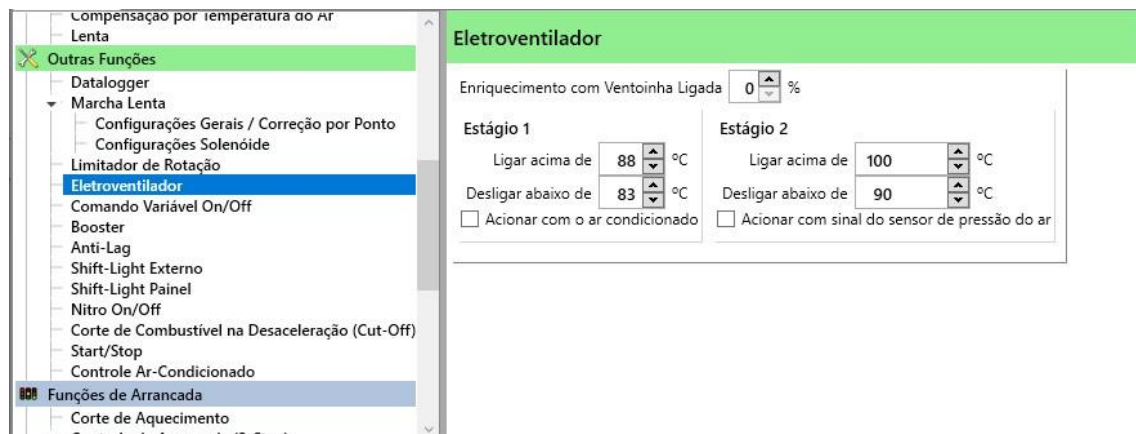 Compensação por Temperatura do Ar
Lenta
Outras Funções
Datalogger
Marcha Lenta
Configurações Gerais / Correção por Ponto
Configurações Solenóide
Limitador de Rotação
Eletroventilador
Comando Variável On/Off
Booster
Anti-Lag
Shift-Light Externo
Shift-Light Painel
Nitro On/Off
Corte de Combustível na Desaceleração (Cut-Off)
Start/Stop
Controle Ar-Condicionado
Funções de Arrancada
Corte de Aquecimento
Eletroventilador
Enriquecimento com Ventoinha Ligada 0 %
Estágio 1
Ligar acima de 88 ºC
Desligar abaixo de 83 ºC
Acionar com o ar condicionado
Estágio 2
Ligar acima de 100 ºC
Desligar abaixo de 90 ºC
Acionar com sinal do sensor de pressão do ar